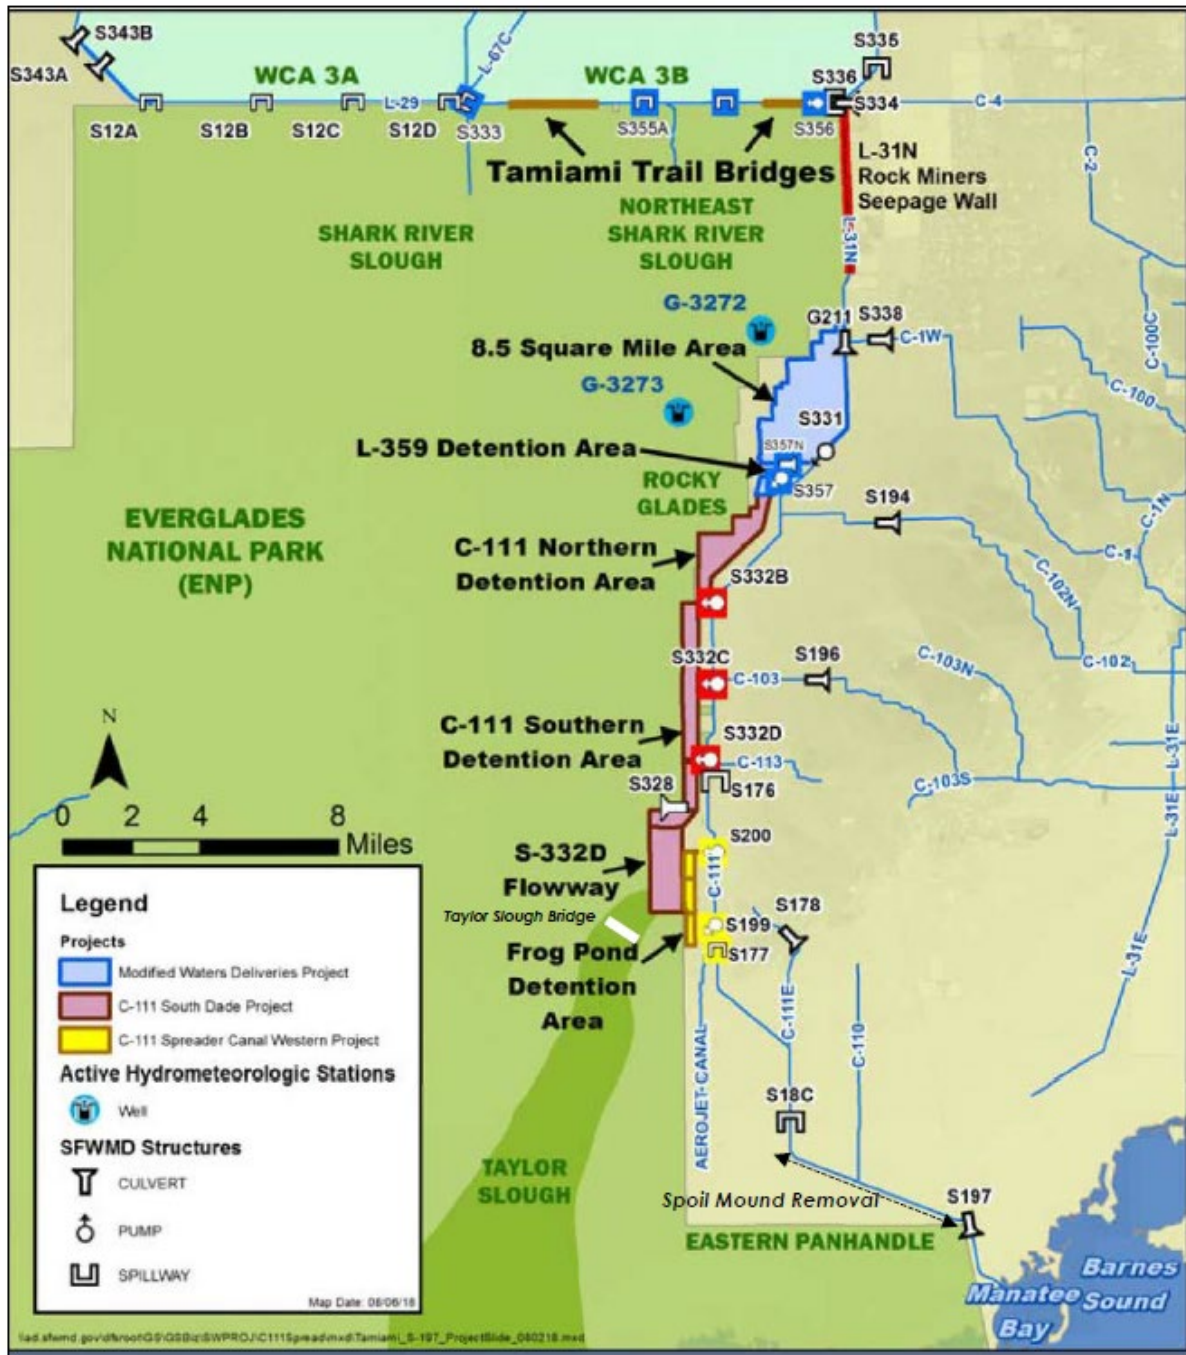 S343B
S335
S343A
WCA 3A
L-67C
WCA 3B
S336
L-29
S334
C-4
S12A
S12B
S12C
S12D
S333
S355A
S356
C-2
Tamiami Trail Bridges
L-31N
Rock Miners
Seepage Wall
SHARK RIVER
SLOUGH
NORTHEAST
SHARK RIVER
SLOUGH
L-31N
G-3272
G211
S338
C-1W
C-100C
8.5 Square Mile Area
G-3273
C-100
S331
L-359 Detention Area
S357N
S357
ROCKY
GLADES
S194
C-1N
EVERGLADES
NATIONAL PARK
(ENP)
C-111 Northern
Detention Area
C-1
C-102N
S332B
S332C
C-103
S196
C-103N
C-102
C-111 Southern
Detention Area
S332D
C-113
L-31E
N
S328
S176
C-103S
L-31E
0 2 4 8
Miles
S-332D
Flowway
S200
C-111
Taylor Slough Bridge
S178
S199
S177
Frog Pond
Detention
Area
L-31E
C-111E
C-110
AEROJET-CANAL
S18C
TAYLOR
SLOUGH
Spoil Mound Removal
S197
EASTERN PANHANDLE
Barnes
Sound
Manatee
Bay
Legend
Projects
Modified Waters Deliveries Project
C-111 South Dade Project
C-111 Spreader Canal Western Project
Active Hydrometeorologic Stations
Well
SFWMD Structures
CULVERT
PUMP
SPILLWAY
Map Date: 08/06/18